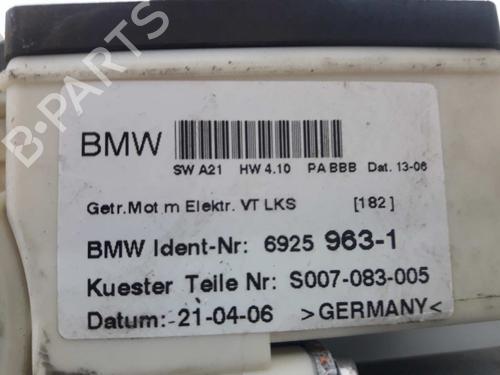 BMW
SW A21 HW 4.10 PA BBB Dat. 13-06
Getr.Mot m Elektr. VT LKS [182]
BMW Ident-Nr: 6925 963-1
Kuester Teile Nr: S007-083-005
Datum: -21-04-06 >GERMANY<
B-PARTS